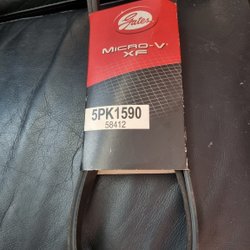 Gates
MICRO-V®
XF
5PK1590
58412